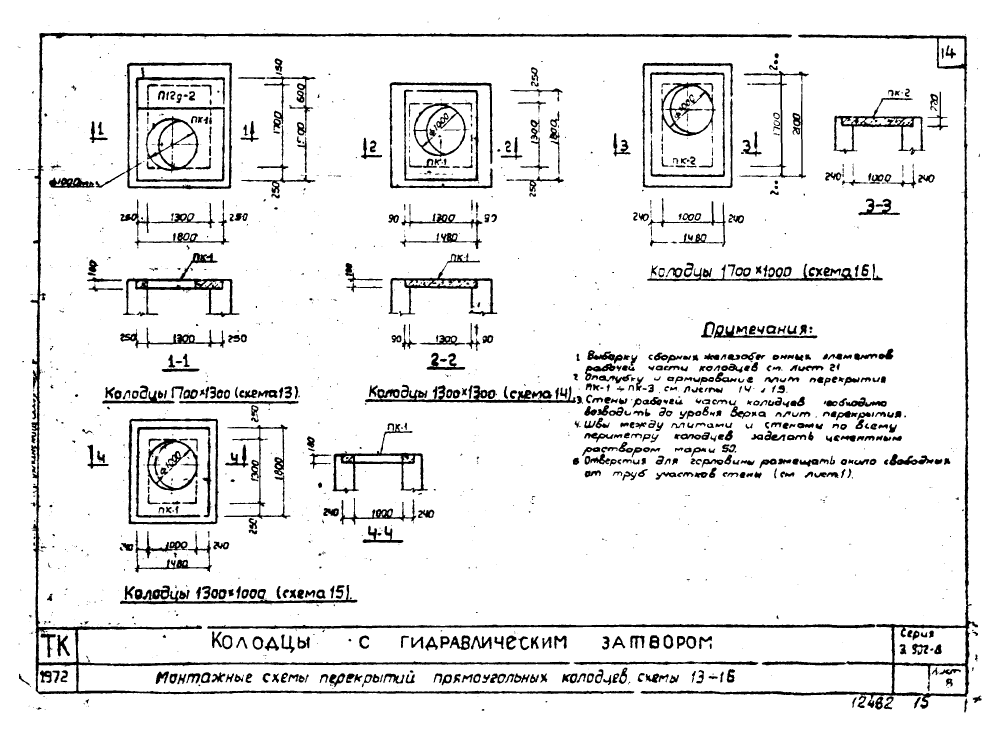 14
П12д-2
ПК-1
1 1
1700
600
150
250
Ф1000
250 1300 250
1800
ПК-1
180
250 1300 250
1-1
Колодцы 1700×1300 (схема 13).
Ф1000
ПК-1
2 2
250
1300
1800
250
90 1300 90
1480
ПК-1
180
90 1300 90
2-2
Колодцы 1300×1300 (схема 14).
ПК-2
3 3
1700
2100
240 1000 240
1480
ПК-2
220
240 1000 240
3-3
Колодцы 1700×1000 (схема 16).
Ф1000
ПК-1
4 4
250
1300
1800
250
240 1000 240
1480
ПК-1
180
240 1000 240
4-4
Колодцы 1300×1000 (схема 15).
Примечания:
1 Выборку сборных железобетонных элементов
рабочей части колодцев см. лист 21
2 Опалубку и армирование плит перекрытия
ПК-1 ÷ ПК-3 см листы 14 ÷ 19
3. Стены рабочей части колодцев необходимо
возводить до уровня верха плит перекрытия.
4. Швы между плитами и стенами по всему
периметру колодцев заделать цементным
раствором марки 50.
Отверстия для горловины размещать около свободных
от труб участков стены (см лист 1).
ТК
Колодцы с гидравлическим затвором
Серия
3.902-8
1972
Монтажные схемы перекрытий прямоугольных колодцев. схемы 13÷16
Лист
8
12482 15